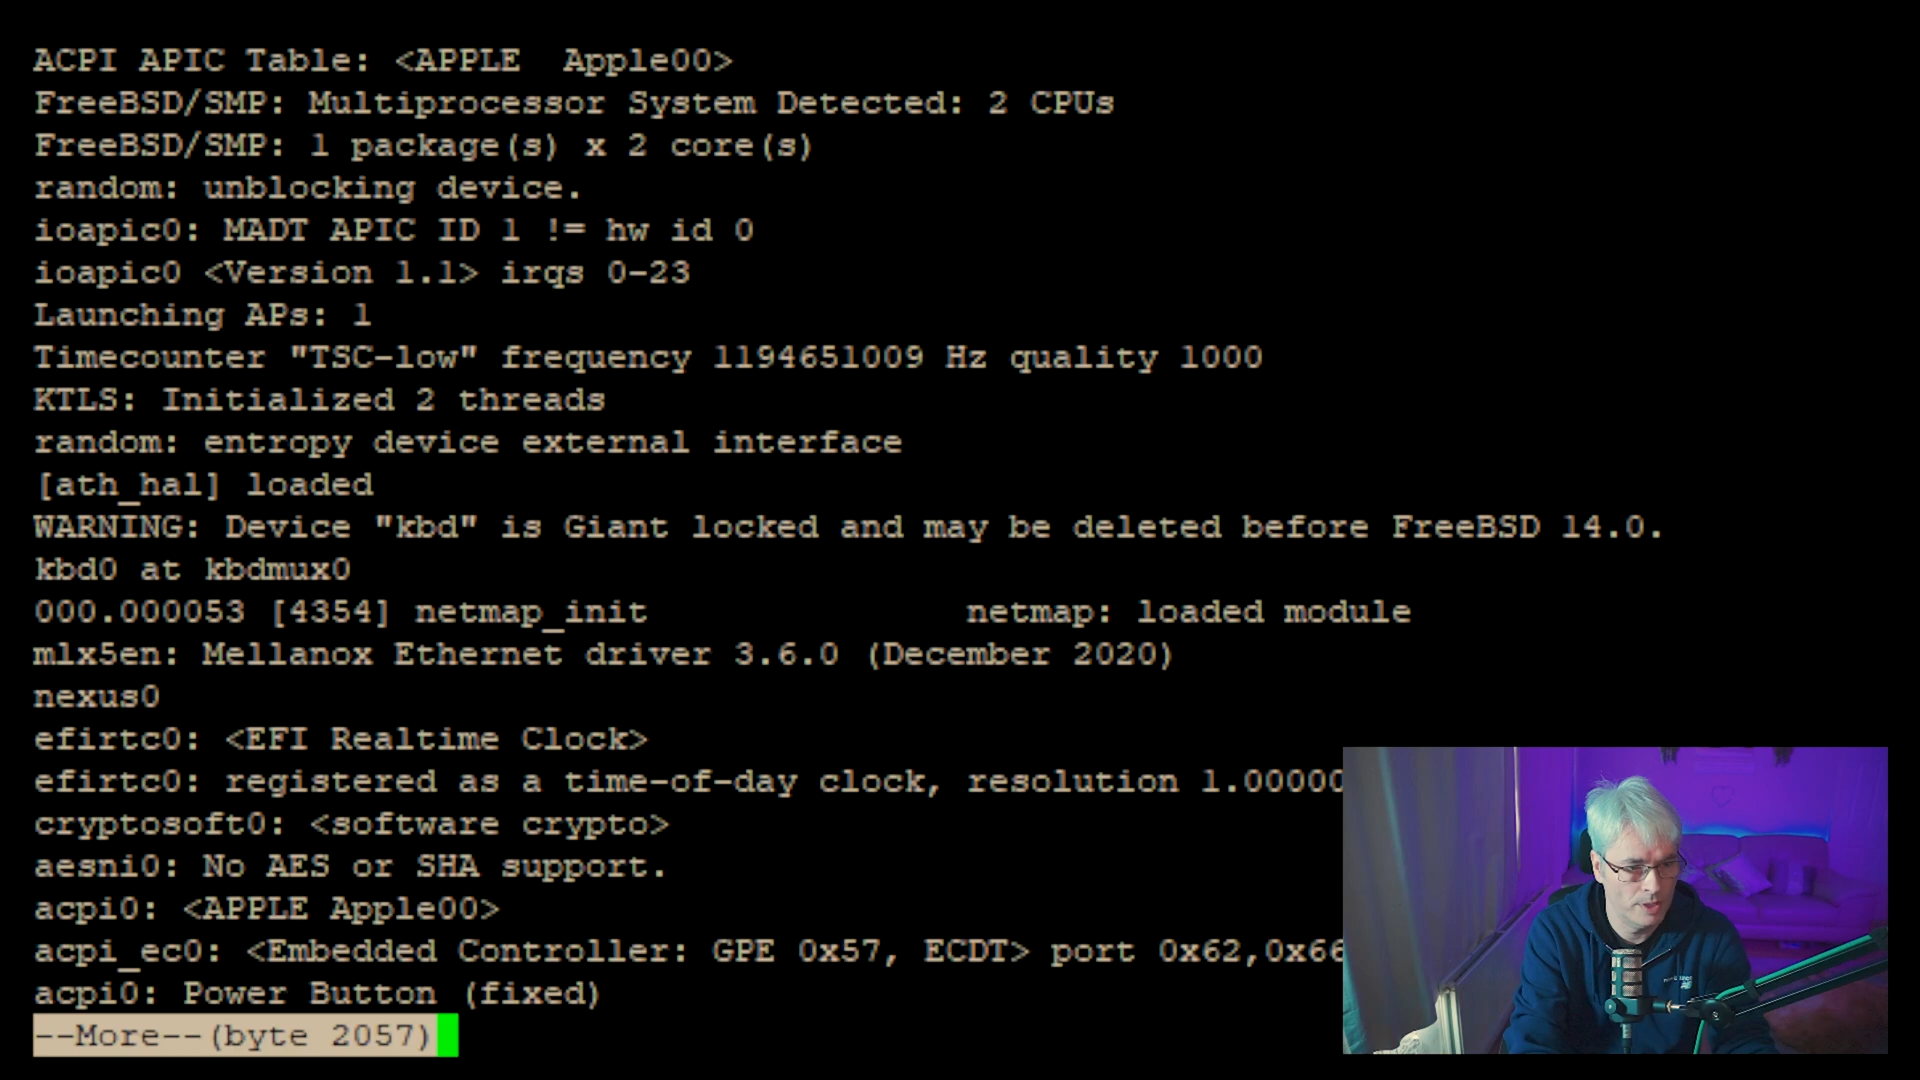 ACPI APIC Table: <APPLE  Apple00>
FreeBSD/SMP: Multiprocessor System Detected: 2 CPUs
FreeBSD/SMP: 1 package(s) x 2 core(s)
random: unblocking device.
ioapic0: MADT APIC ID 1 != hw id 0
ioapic0 <Version 1.1> irqs 0-23
Launching APs: 1
Timecounter "TSC-low" frequency 1194651009 Hz quality 1000
KTLS: Initialized 2 threads
random: entropy device external interface
[ath_hal] loaded
WARNING: Device "kbd" is Giant locked and may be deleted before FreeBSD 14.0.
kbd0 at kbdmux0
000.000053 [4354] netmap_init               netmap: loaded module
mlx5en: Mellanox Ethernet driver 3.6.0 (December 2020)
nexus0
efirtc0: <EFI Realtime Clock>
efirtc0: registered as a time-of-day clock, resolution 1.00000
cryptosoft0: <software crypto>
aesni0: No AES or SHA support.
acpi0: <APPLE Apple00>
acpi_ec0: <Embedded Controller: GPE 0x57, ECDT> port 0x62,0x66
acpi0: Power Button (fixed)
--More--(byte 2057)